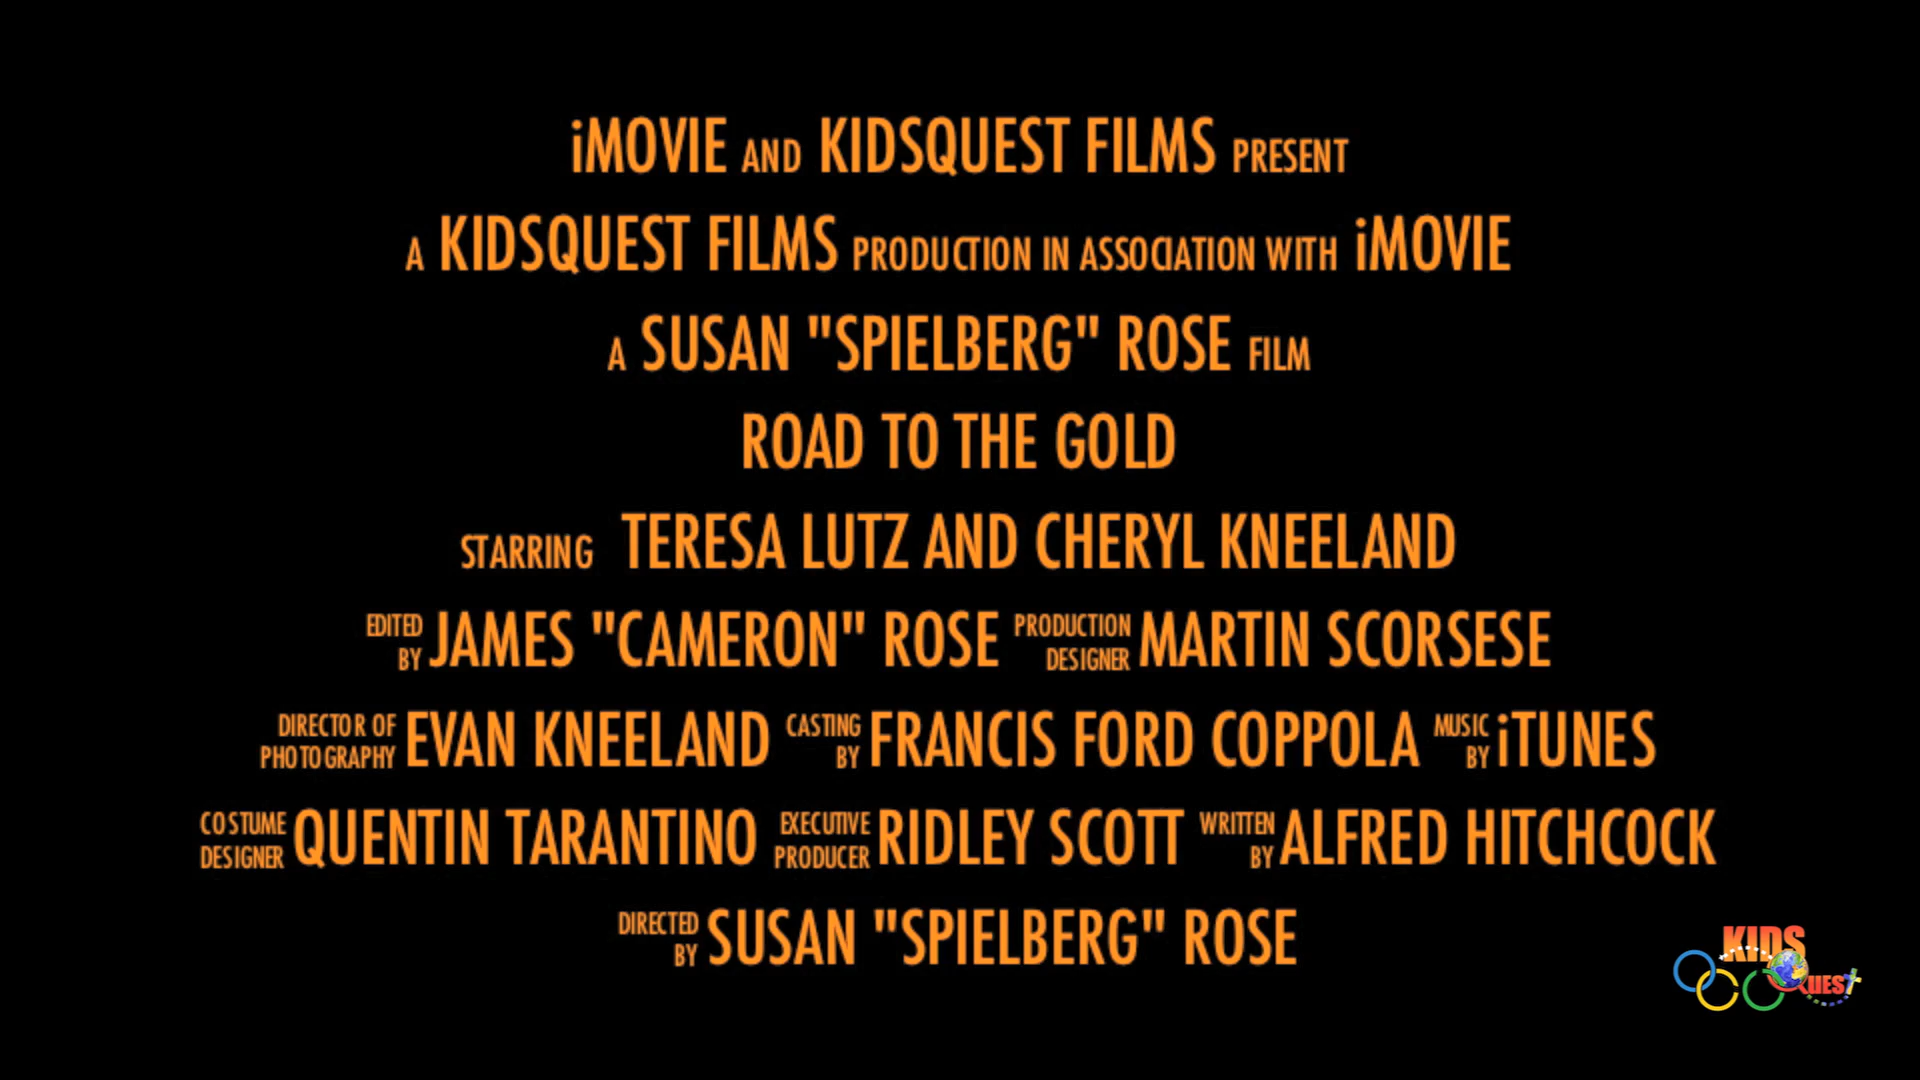 iMOVIE AND KIDSQUEST FILMS PRESENT
A KIDSQUEST FILMS PRODUCTION IN ASSOCIATION WITH iMOVIE
A SUSAN "SPIELBERG" ROSE FILM
ROAD TO THE GOLD
STARRING TERESA LUTZ AND CHERYL KNEELAND
EDITED BY JAMES "CAMERON" ROSE PRODUCTION DESIGNER MARTIN SCORSESE
DIRECTOR OF PHOTOGRAPHY EVAN KNEELAND CASTING BY FRANCIS FORD COPPOLA MUSIC BY iTUNES
COSTUME DESIGNER QUENTIN TARANTINO EXECUTIVE PRODUCER RIDLEY SCOTT WRITTEN BY ALFRED HITCHCOCK
DIRECTED BY SUSAN "SPIELBERG" ROSE
KIDS
QUEST